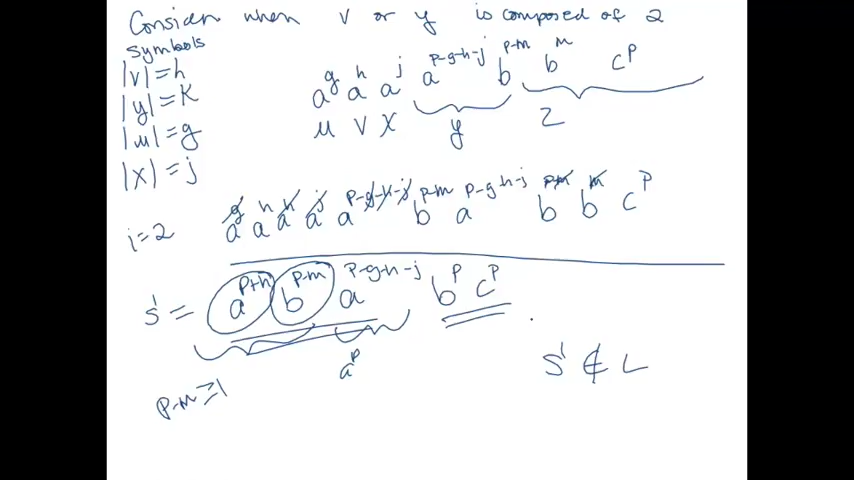 Consider when v or y is composed of 2
symbols
|v|=h
|y|=K
|u|=g
|x|=j
a^g a^h a^j a^(p-g-h-j) b^(p-m) b^m c^p
u v x y z
i=2 a^g a^h a^h a^j a^(p-g-h-j) b^(p-m) a^(p-g-h-j) b^(p-m) b^m c^p
s' = a^(p+h) b^(p-m) a^(p-g-h-j) b^p c^p
a^p
s' ∉ L
p-m ≥ 1